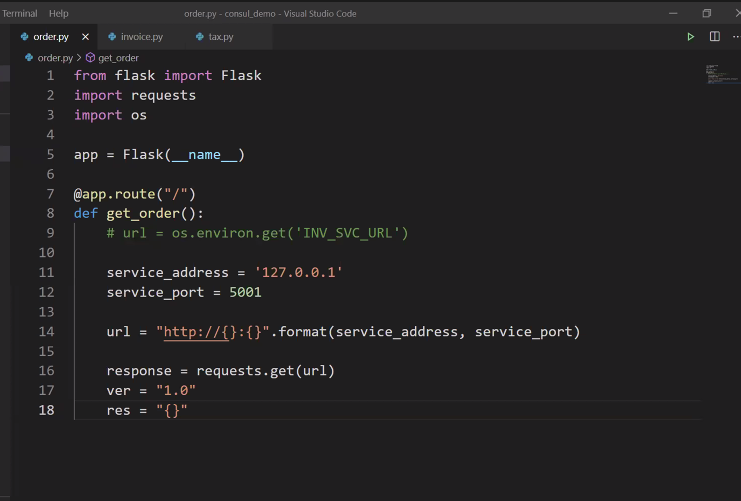 Terminal Help order.py - consul_demo - Visual Studio Code
order.py invoice.py tax.py
order.py > get_order
1 from flask import Flask
2 import requests
3 import os
4
5 app = Flask(__name__)
6
7 @app.route("/")
8 def get_order():
9 # url = os.environ.get('INV_SVC_URL')
10
11 service_address = '127.0.0.1'
12 service_port = 5001
13
14 url = "http://{}:{}".format(service_address, service_port)
15
16 response = requests.get(url)
17 ver = "1.0"
18 res = "{}"